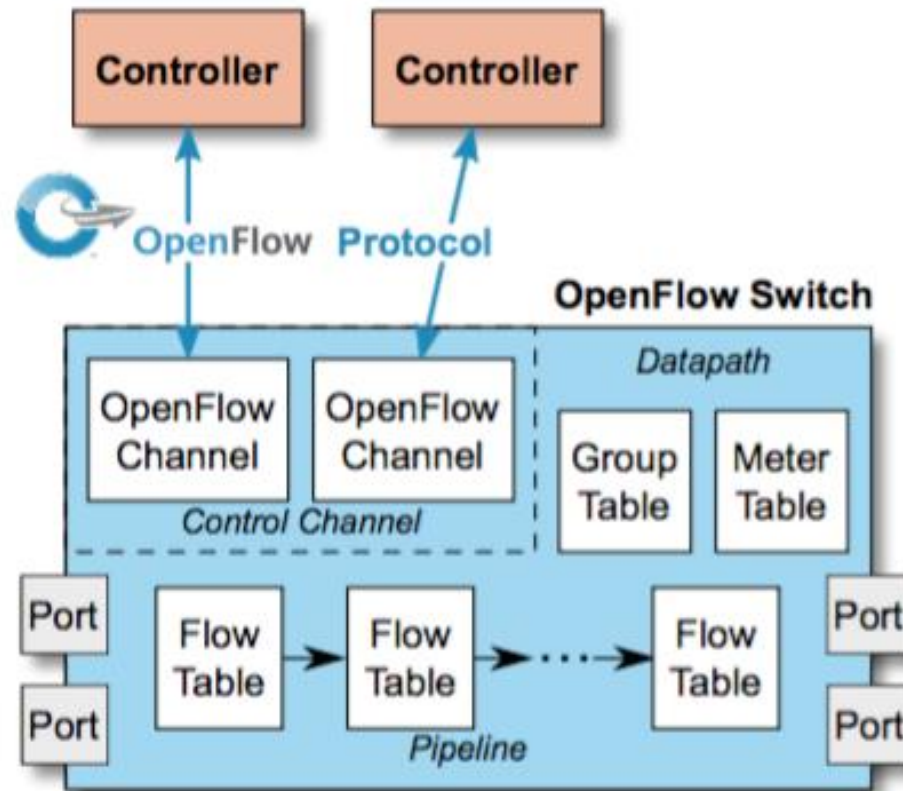 Controller
Controller
OpenFlow
Protocol
OpenFlow Switch
Datapath
OpenFlow
Channel
OpenFlow
Channel
Control Channel
Group
Table
Meter
Table
Port
Port
Flow
Table
Flow
Table
...
Flow
Table
Port
Port
Pipeline